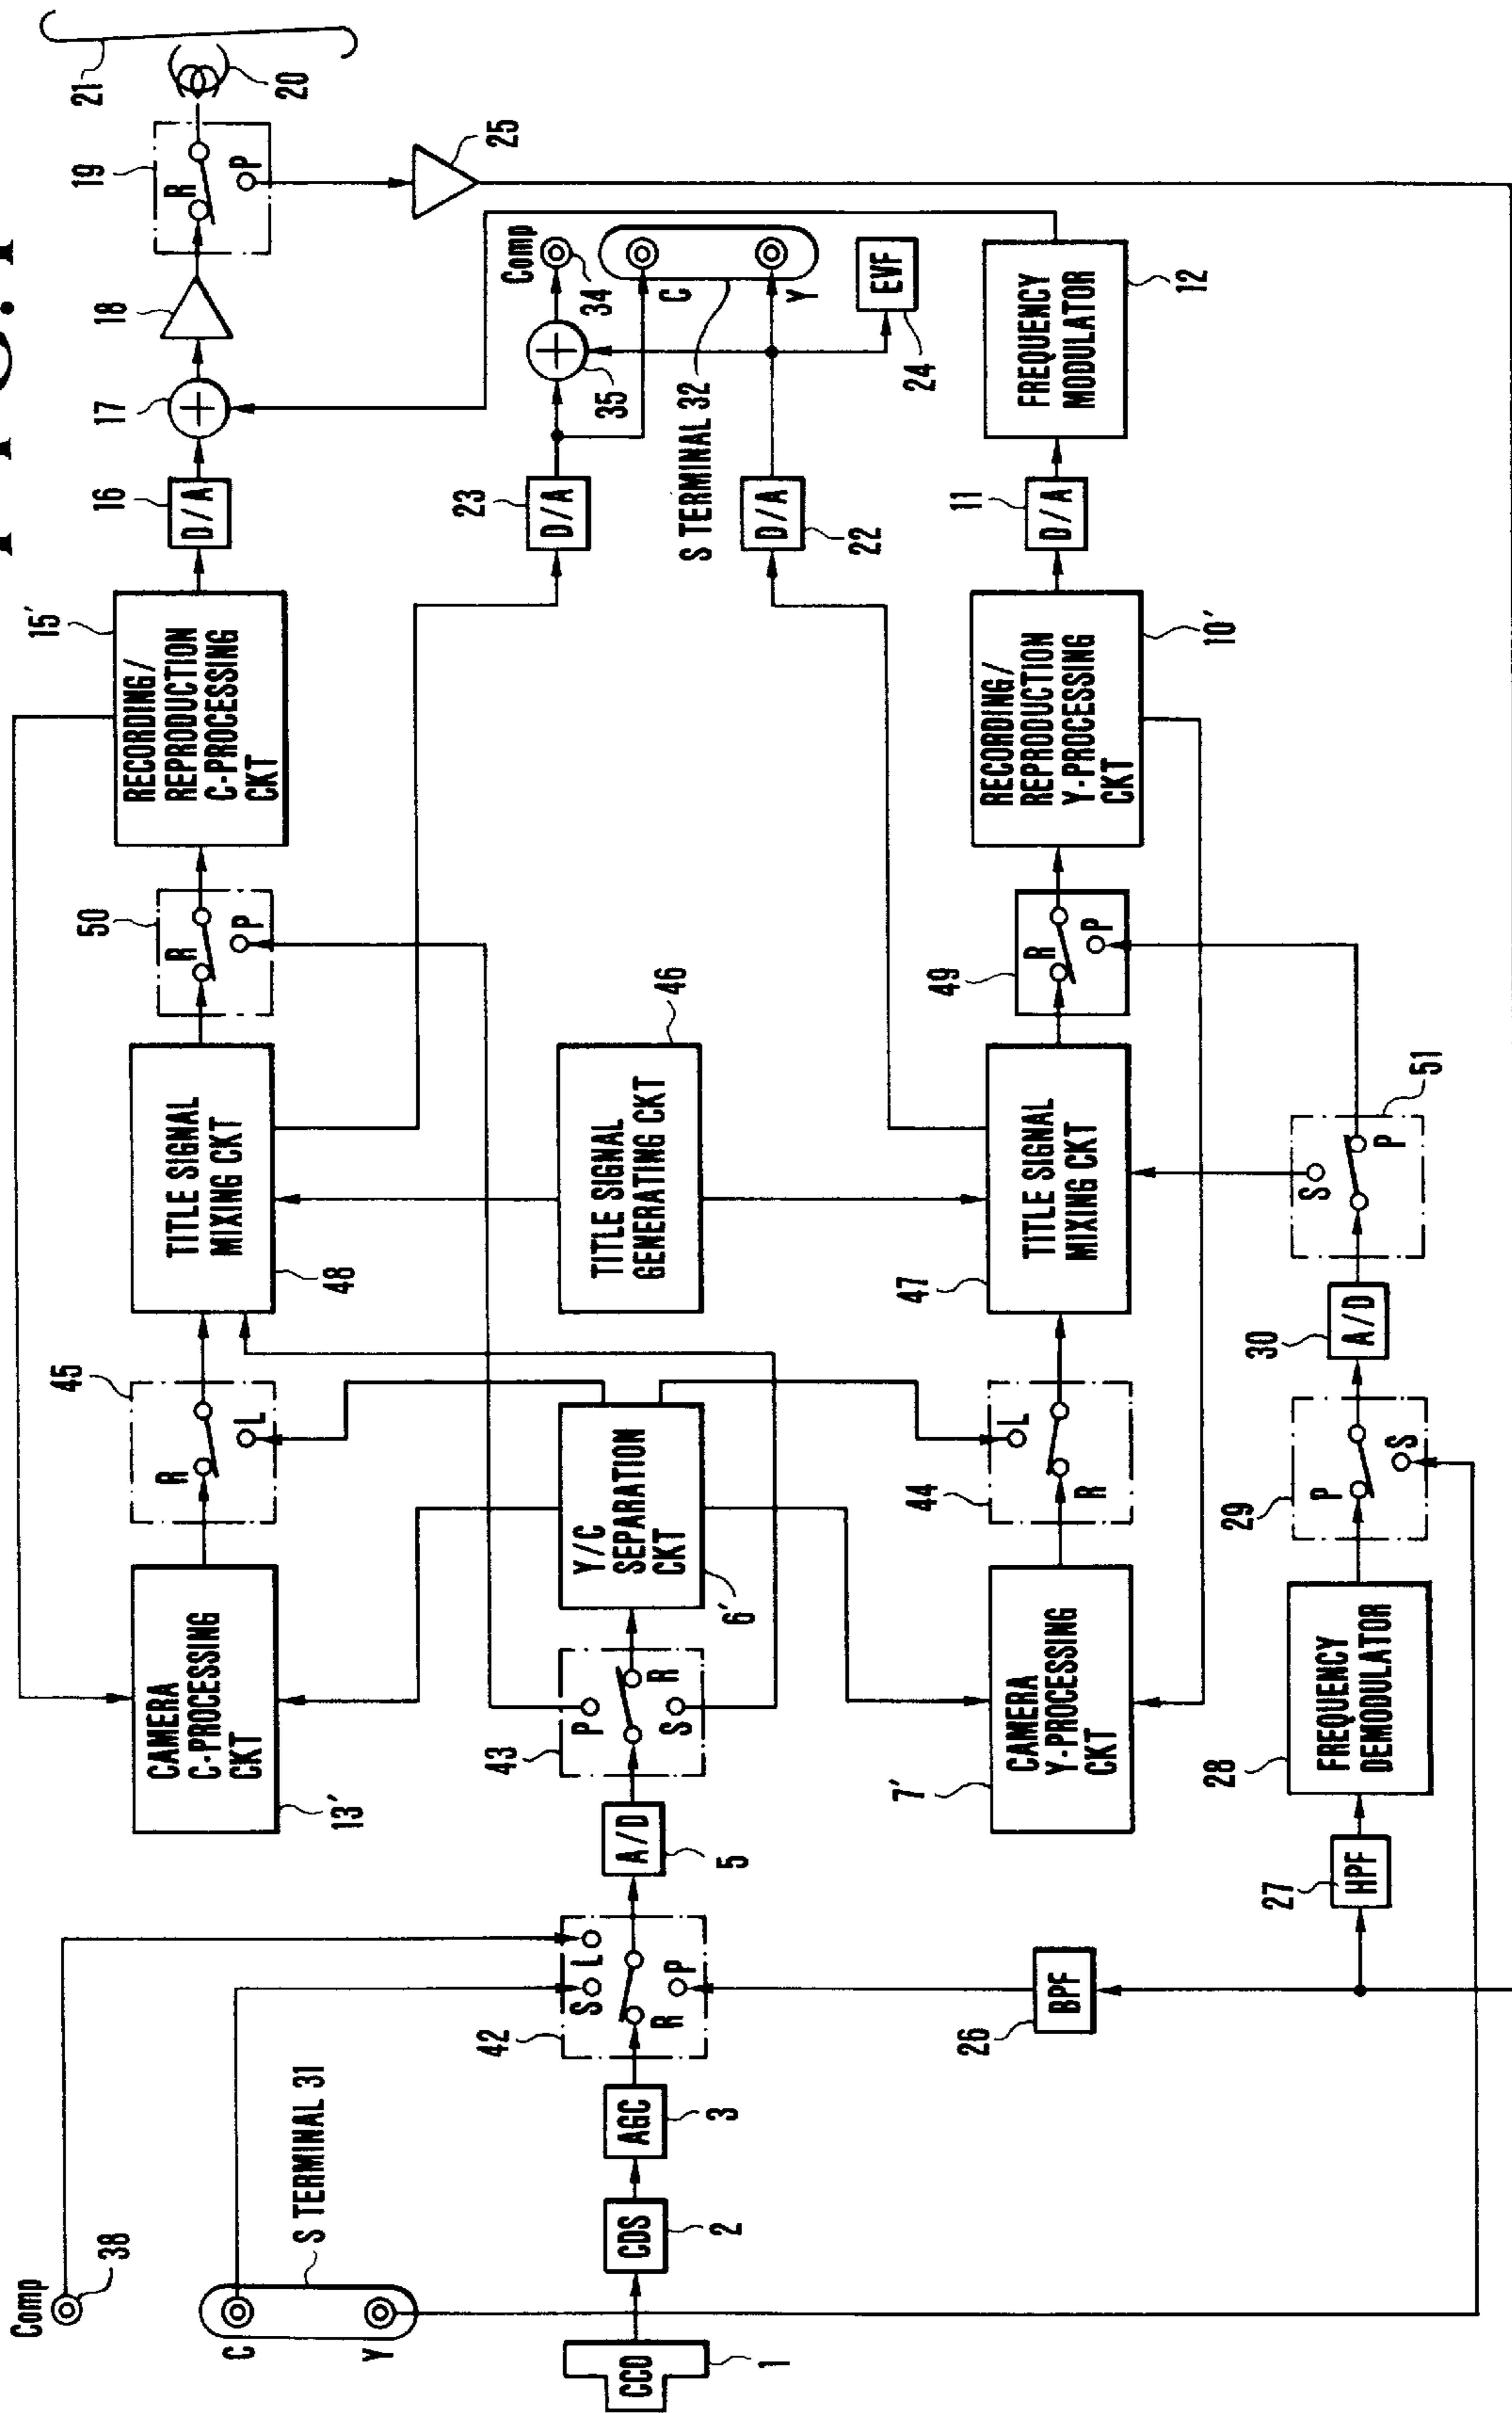 FIG. 1
Comp
38
S TERMINAL 31
C
Y
CCD
1
CDS
2
AGC
3
42
S
L
R
P
A/D
5
43
P
R
S
Y/C
SEPARATION
CKT
6'
CAMERA
C-PROCESSING
CKT
13'
45
R
L
TITLE SIGNAL
MIXING CKT
48
50
R
P
RECORDING/
REPRODUCTION
C-PROCESSING
CKT
15'
D/A
16
17
18
19
R
P
20
21
25
TITLE SIGNAL
GENERATING CKT
46
D/A
23
35
Comp
34
C
Y
S TERMINAL 32
D/A
22
EVF
24
CAMERA
Y-PROCESSING
CKT
7'
44
L
R
TITLE SIGNAL
MIXING CKT
47
49
R
P
RECORDING/
REPRODUCTION
Y-PROCESSING
CKT
10'
D/A
11
FREQUENCY
MODULATOR
12
BPF
26
HPF
27
FREQUENCY
DEMODULATOR
28
29
P
S
A/D
30
51
S
P